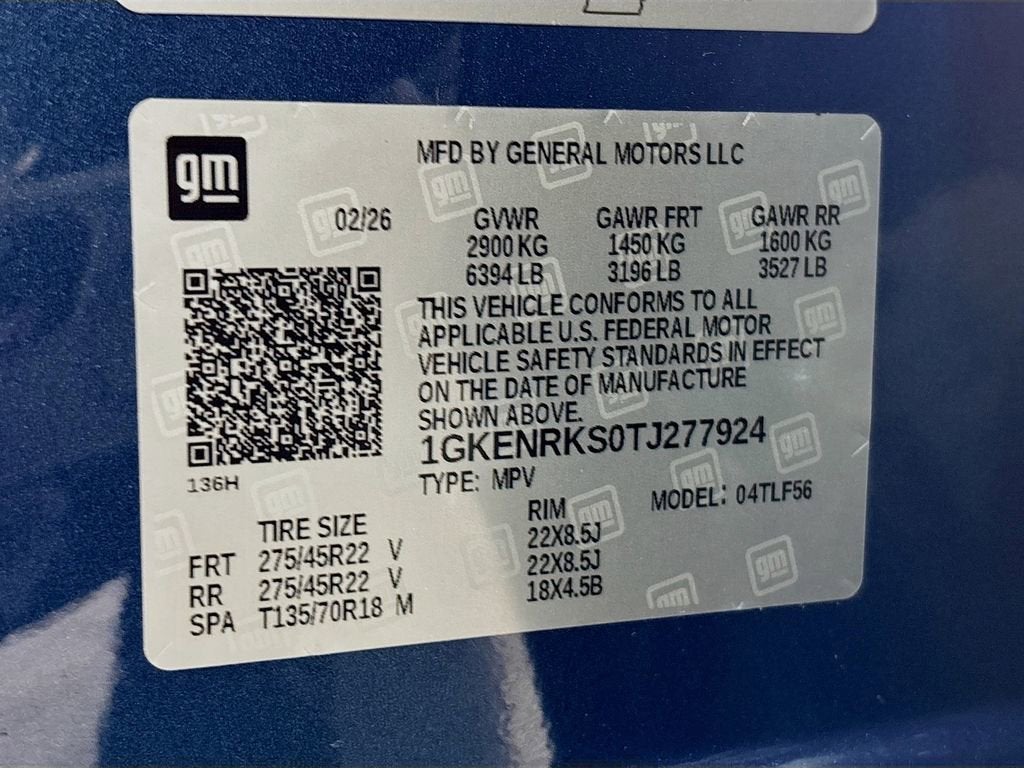 gm
MFD BY GENERAL MOTORS LLC
02/26
GVWR GAWR FRT GAWR RR
2900 KG 1450 KG 1600 KG
6394 LB 3196 LB 3527 LB
THIS VEHICLE CONFORMS TO ALL
APPLICABLE U.S. FEDERAL MOTOR
VEHICLE SAFETY STANDARDS IN EFFECT
ON THE DATE OF MANUFACTURE
SHOWN ABOVE.
1GKENRKS0TJ277924
136H
TYPE: MPV
MODEL: 04TLF56
TIRE SIZE RIM
FRT 275/45R22 V 22X8.5J
RR 275/45R22 V 22X8.5J
SPA T135/70R18 M 18X4.5B